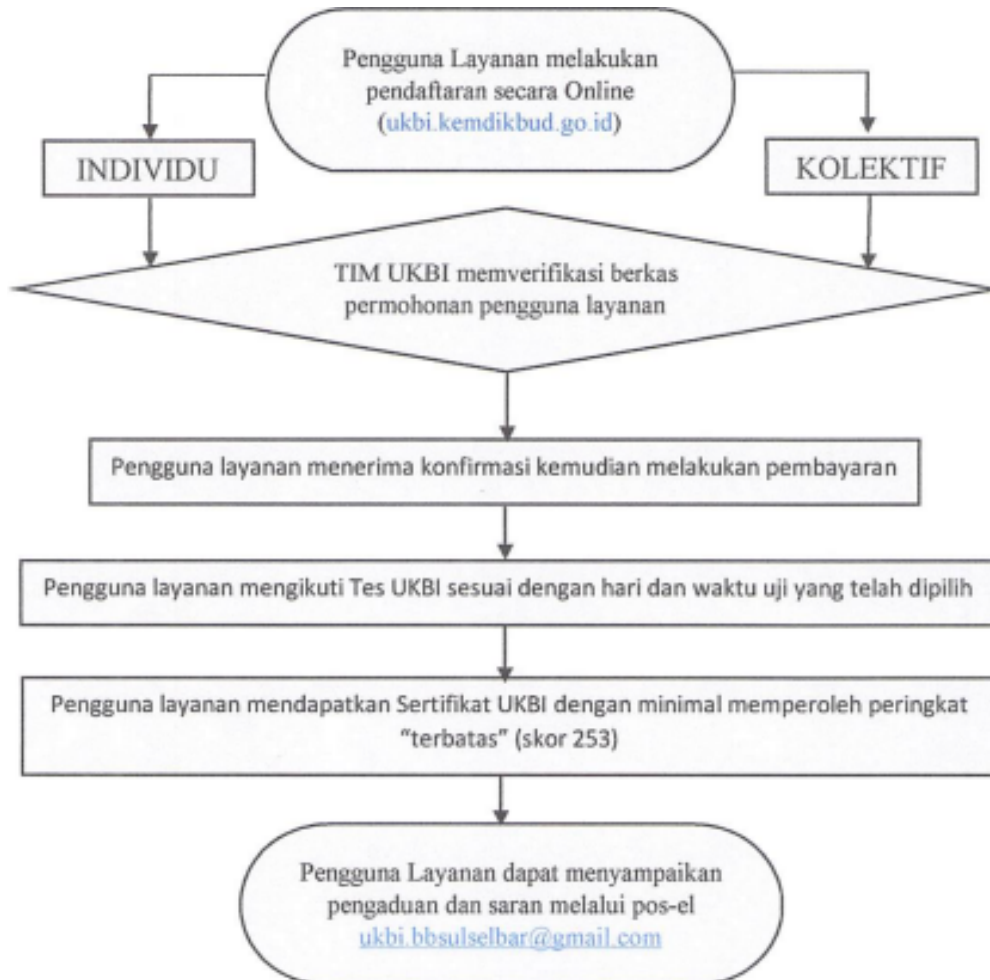 Pengguna Layanan melakukan
pendaftaran secara Online
(ukbi.kemdikbud.go.id)
INDIVIDU
KOLEKTIF
TIM UKBI memverifikasi berkas
permohonan pengguna layanan
Pengguna layanan menerima konfirmasi kemudian melakukan pembayaran
Pengguna layanan mengikuti Tes UKBI sesuai dengan hari dan waktu uji yang telah dipilih
Pengguna layanan mendapatkan Sertifikat UKBI dengan minimal memperoleh peringkat
“terbatas” (skor 253)
Pengguna Layanan dapat menyampaikan
pengaduan dan saran melalui pos-el
ukbi.bbsulselbar@gmail.com